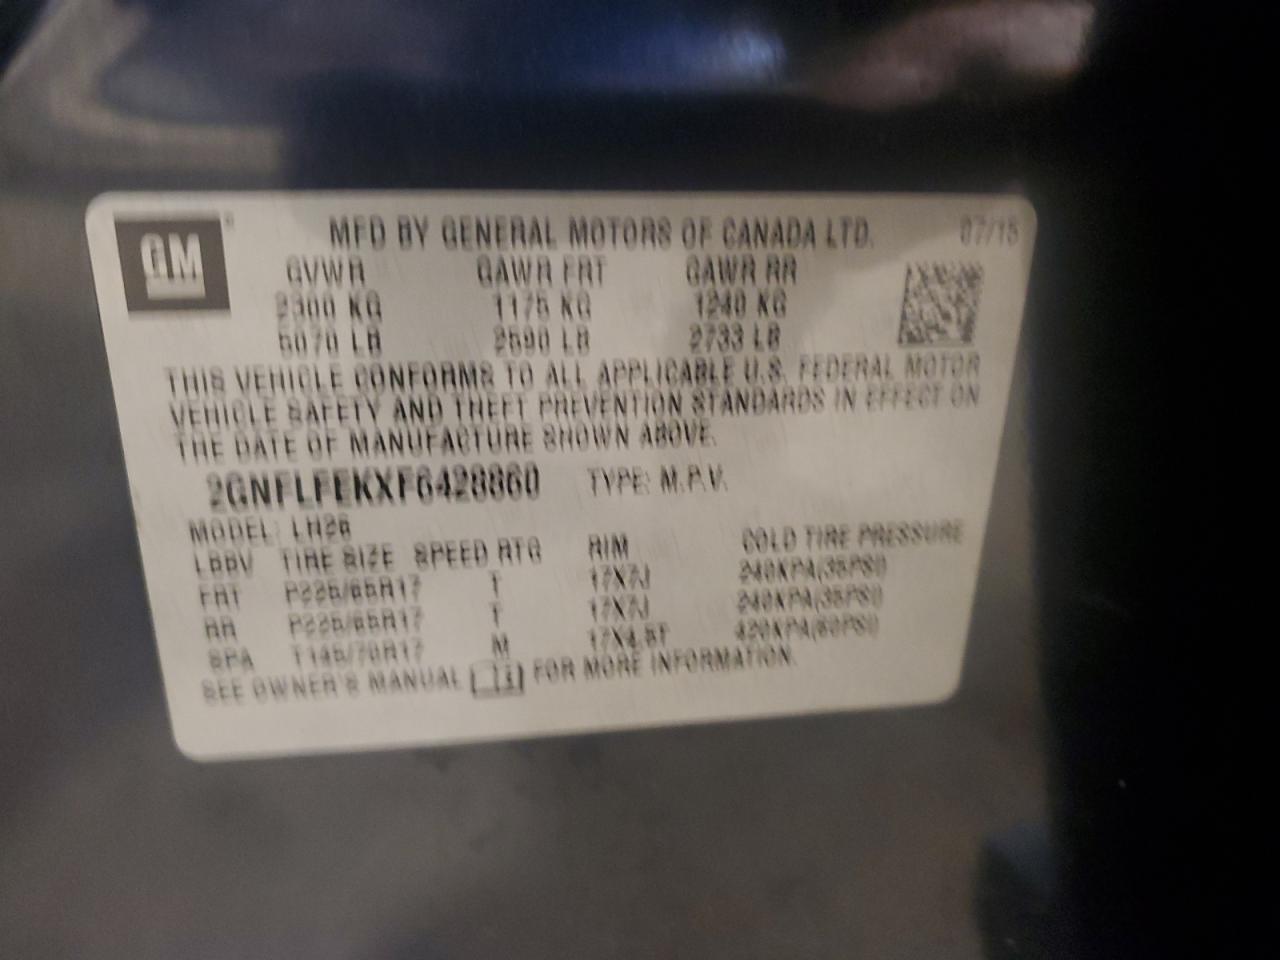 GM
MFD BY GENERAL MOTORS OF CANADA LTD. 07/15
GVWR GAWR FRT GAWR RR
2300 KG 1175 KG 1240 KG
5070 LB 2590 LB 2733 LB
THIS VEHICLE CONFORMS TO ALL APPLICABLE U.S. FEDERAL MOTOR
VEHICLE SAFETY AND THEFT PREVENTION STANDARDS IN EFFECT ON
THE DATE OF MANUFACTURE SHOWN ABOVE.
2GNFLFEKXF6428860 TYPE: M.P.V.
MODEL: LH26
LBBV TIRE SIZE SPEED RTG RIM COLD TIRE PRESSURE
FRT P225/65R17 T 17X7J 240KPA(35PSI)
RR P225/65R17 T 17X7J 240KPA(35PSI)
SPA T145/70R17 M 17X4.5T 420KPA(60PSI)
SEE OWNER'S MANUAL FOR MORE INFORMATION.